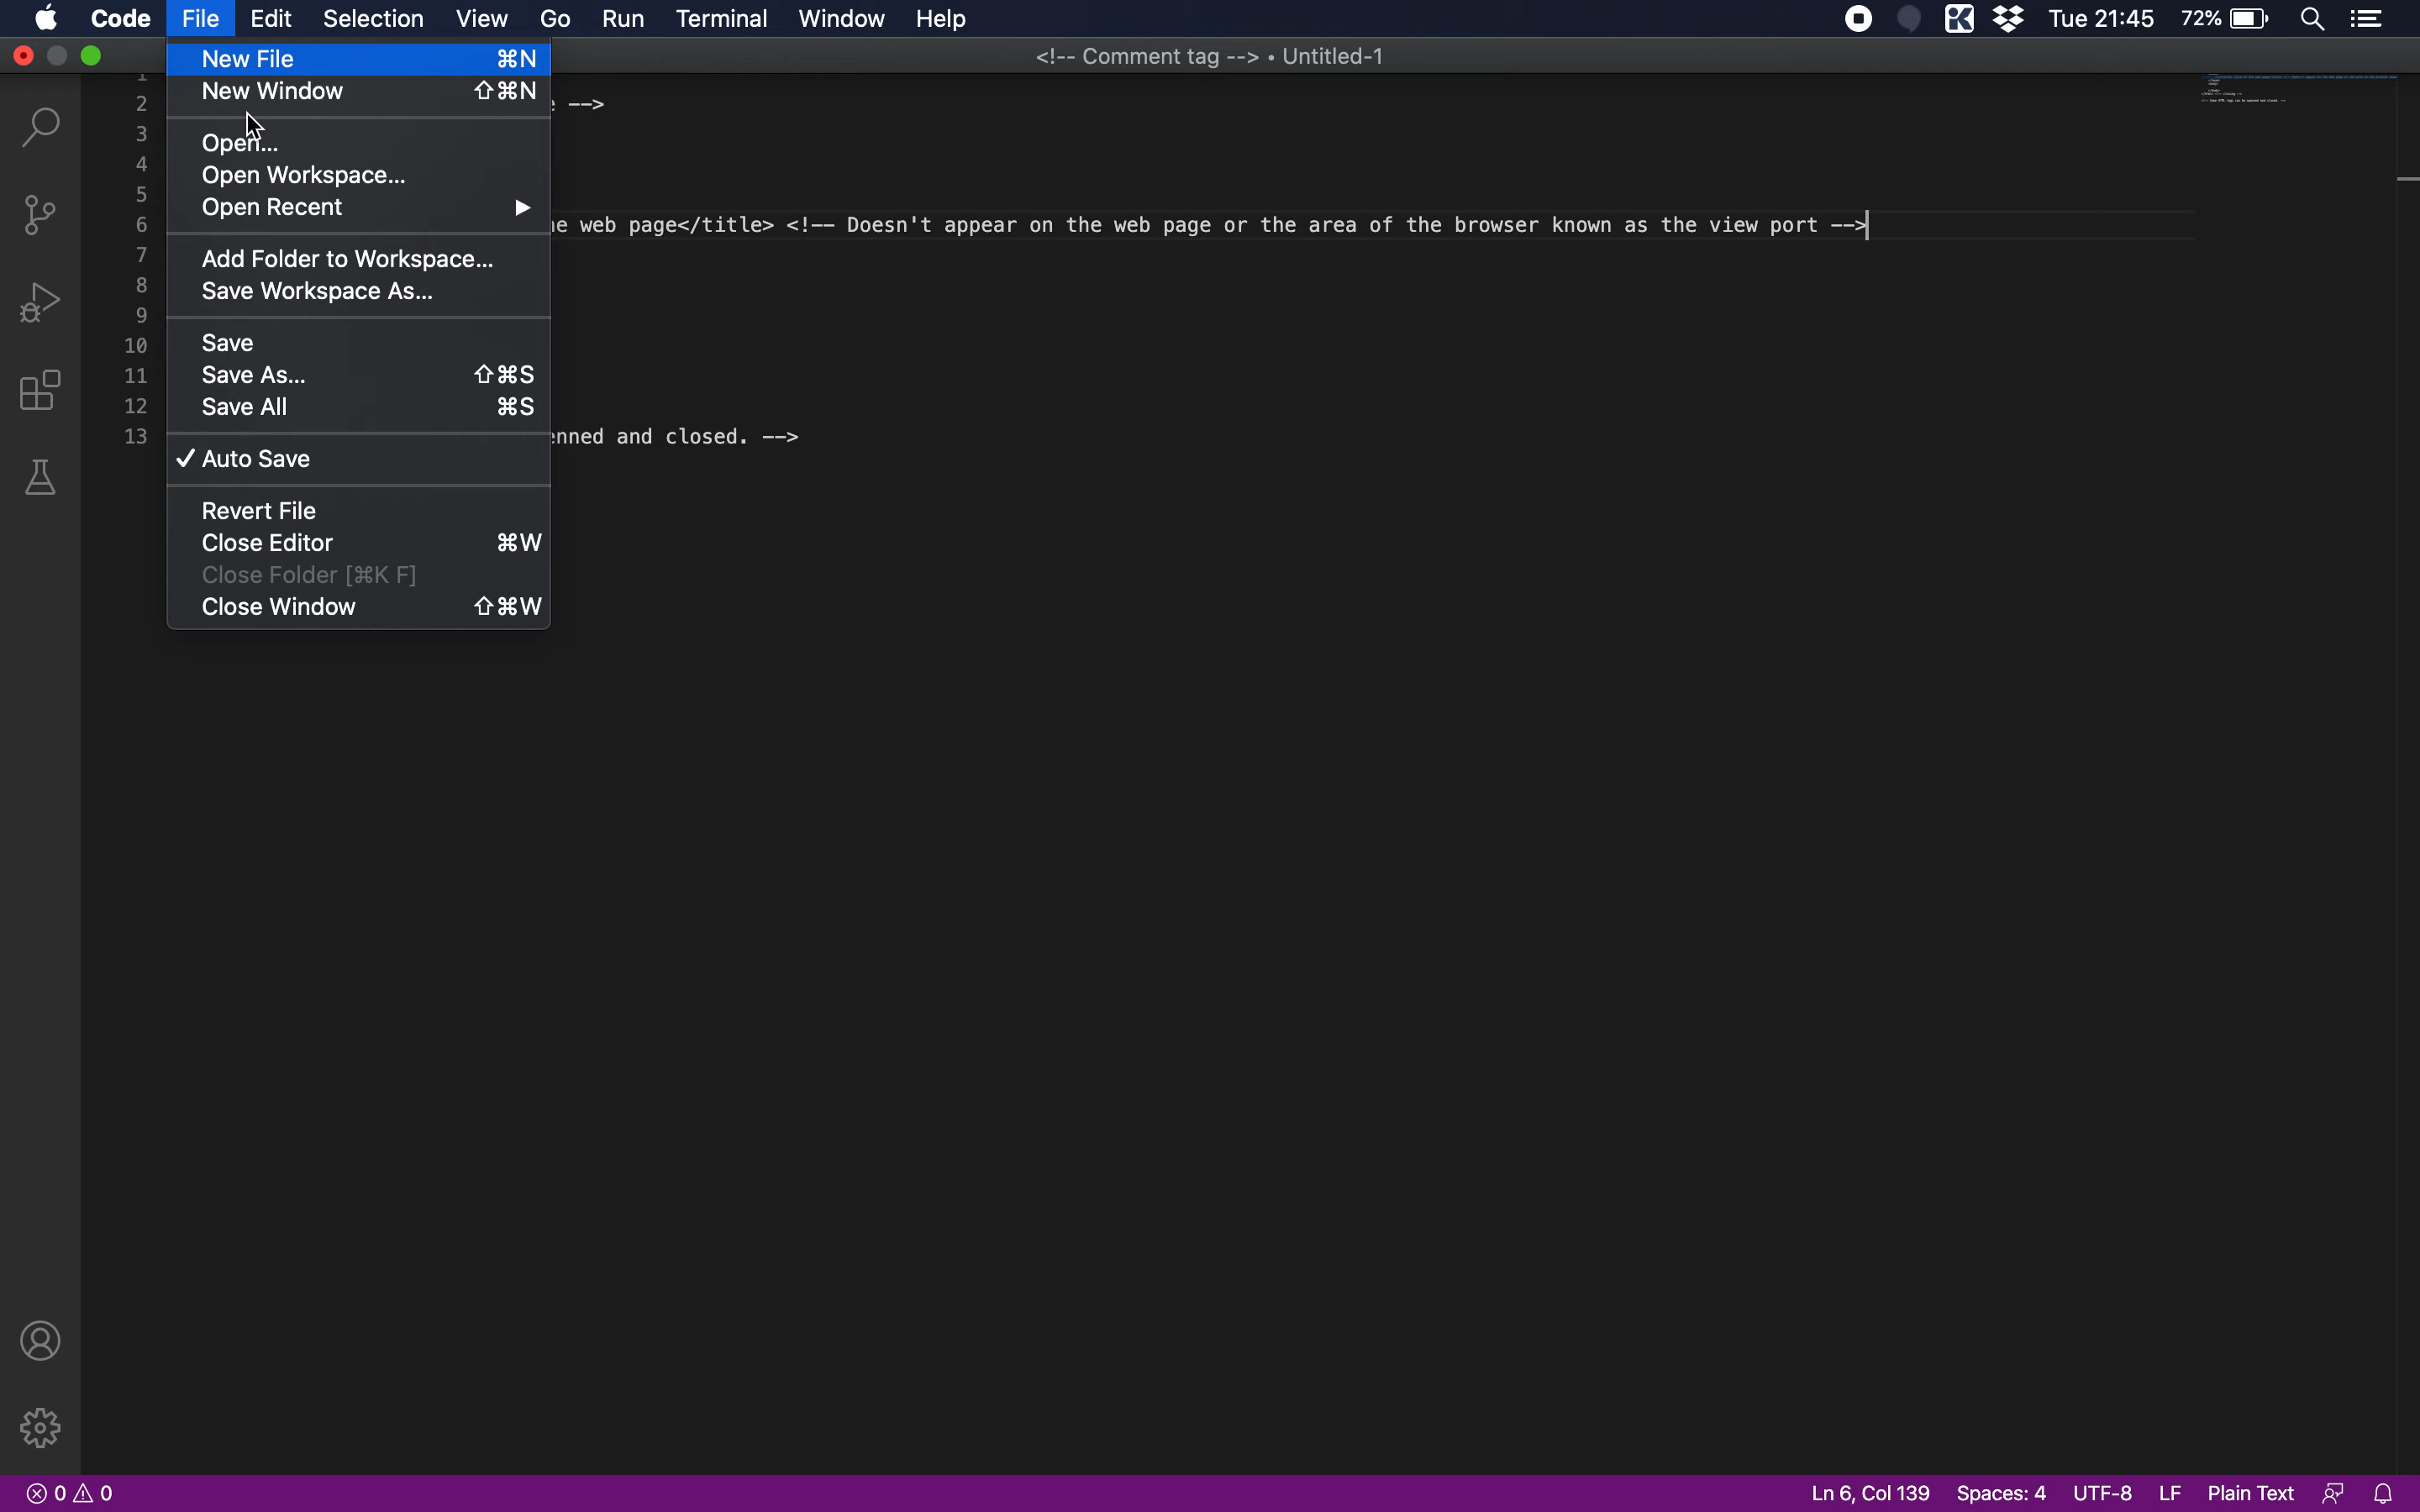 Code File Edit Selection View Go Run Terminal Window Help Tue 21:45 72%
<!-- Comment tag --> • Untitled-1
New File ⌘N
New Window ⇧⌘N
Open...
Open Workspace...
Open Recent ▶
Add Folder to Workspace...
Save Workspace As...
Save
Save As... ⇧⌘S
Save All ⌘S
✓ Auto Save
Revert File
Close Editor ⌘W
Close Folder [⌘K F]
Close Window ⇧⌘W
1
2 -->
3
4
5
6 web page</title> <!-- Doesn't appear on the web page or the area of the browser known as the view port -->
7
8
9
10
11
12
13 and closed. -->
0 0 Ln 6, Col 139 Spaces: 4 UTF-8 LF Plain Text